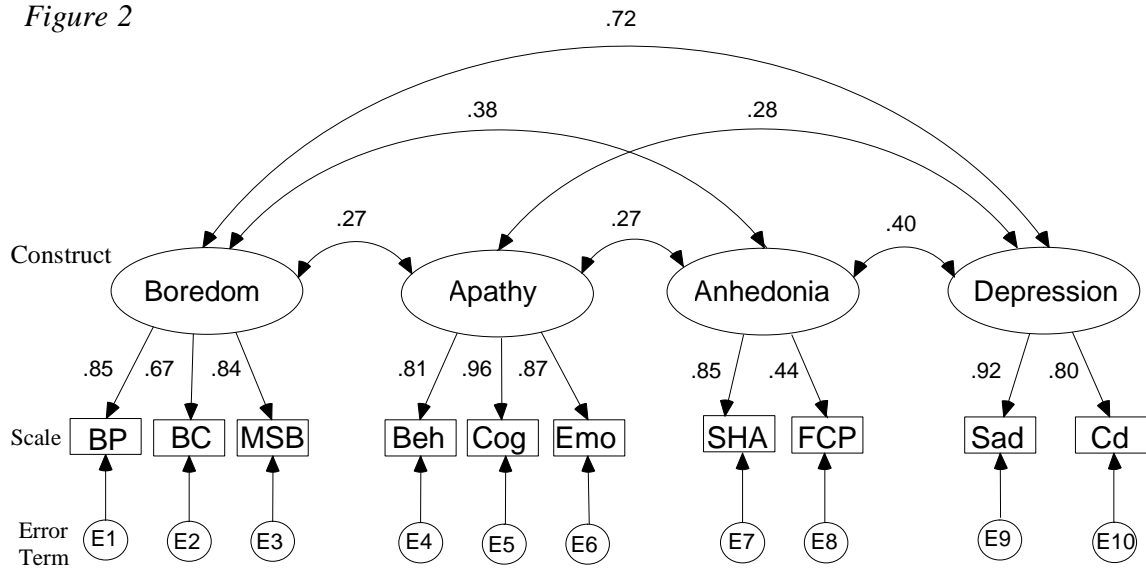 Figure 2
.72
.38
.28
.27
.27
.40
Construct
Boredom
Apathy
Anhedonia
Depression
.85
.67
.84
.81
.96
.87
.85
.44
.92
.80
Scale
BP
BC
MSB
Beh
Cog
Emo
SHA
FCP
Sad
Cd
Error
Term
E1
E2
E3
E4
E5
E6
E7
E8
E9
E10